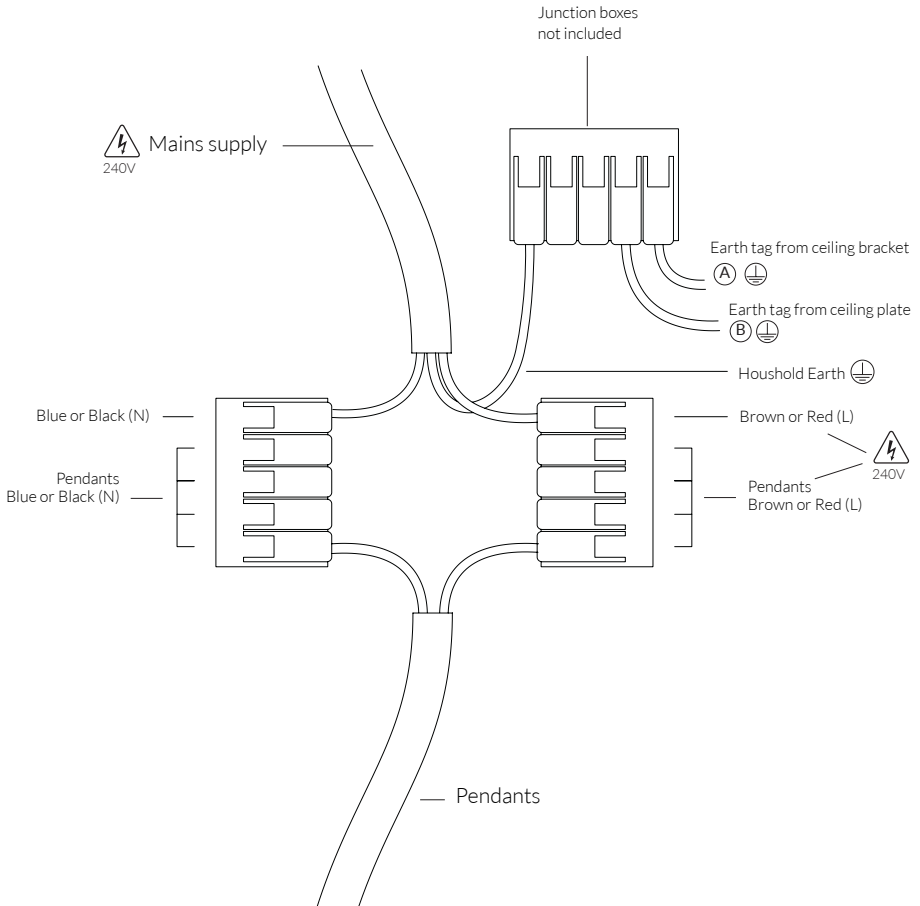 Junction boxes
not included
Mains supply
240V
Earth tag from ceiling bracket
A
Earth tag from ceiling plate
B
Houshold Earth
Blue or Black (N)
Brown or Red (L)
240V
Pendants
Blue or Black (N)
Pendants
Brown or Red (L)
Pendants